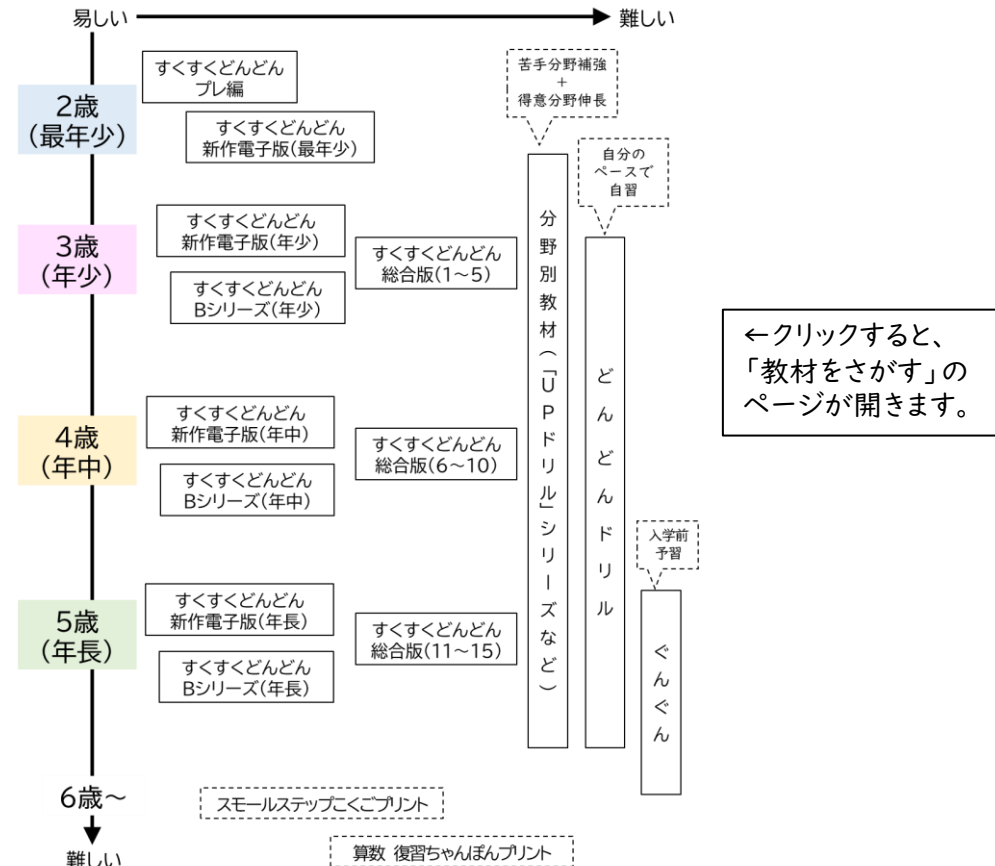 易しい
難しい
すくすくどんどん
プレ編
苦手分野補強
+
得意分野伸長
2歳
(最年少)
すくすくどんどん
新作電子版(最年少)
自分の
ペースで
自習
3歳
(年少)
すくすくどんどん
新作電子版(年少)
すくすくどんどん
総合版(1~5)
すくすくどんどん
Bシリーズ(年少)
分野別教材(「UPドリル」シリーズなど)
どんどんドリル
←クリックすると、
「教材をさがす」の
ページが開きます。
4歳
(年中)
すくすくどんどん
新作電子版(年中)
すくすくどんどん
総合版(6~10)
すくすくどんどん
Bシリーズ(年中)
入学前
予習
5歳
(年長)
すくすくどんどん
新作電子版(年長)
すくすくどんどん
総合版(11~15)
すくすくどんどん
Bシリーズ(年長)
ぐんぐん
6歳~
スモールステップこくごプリント
難しい
算数 復習ちゃんぽんプリント